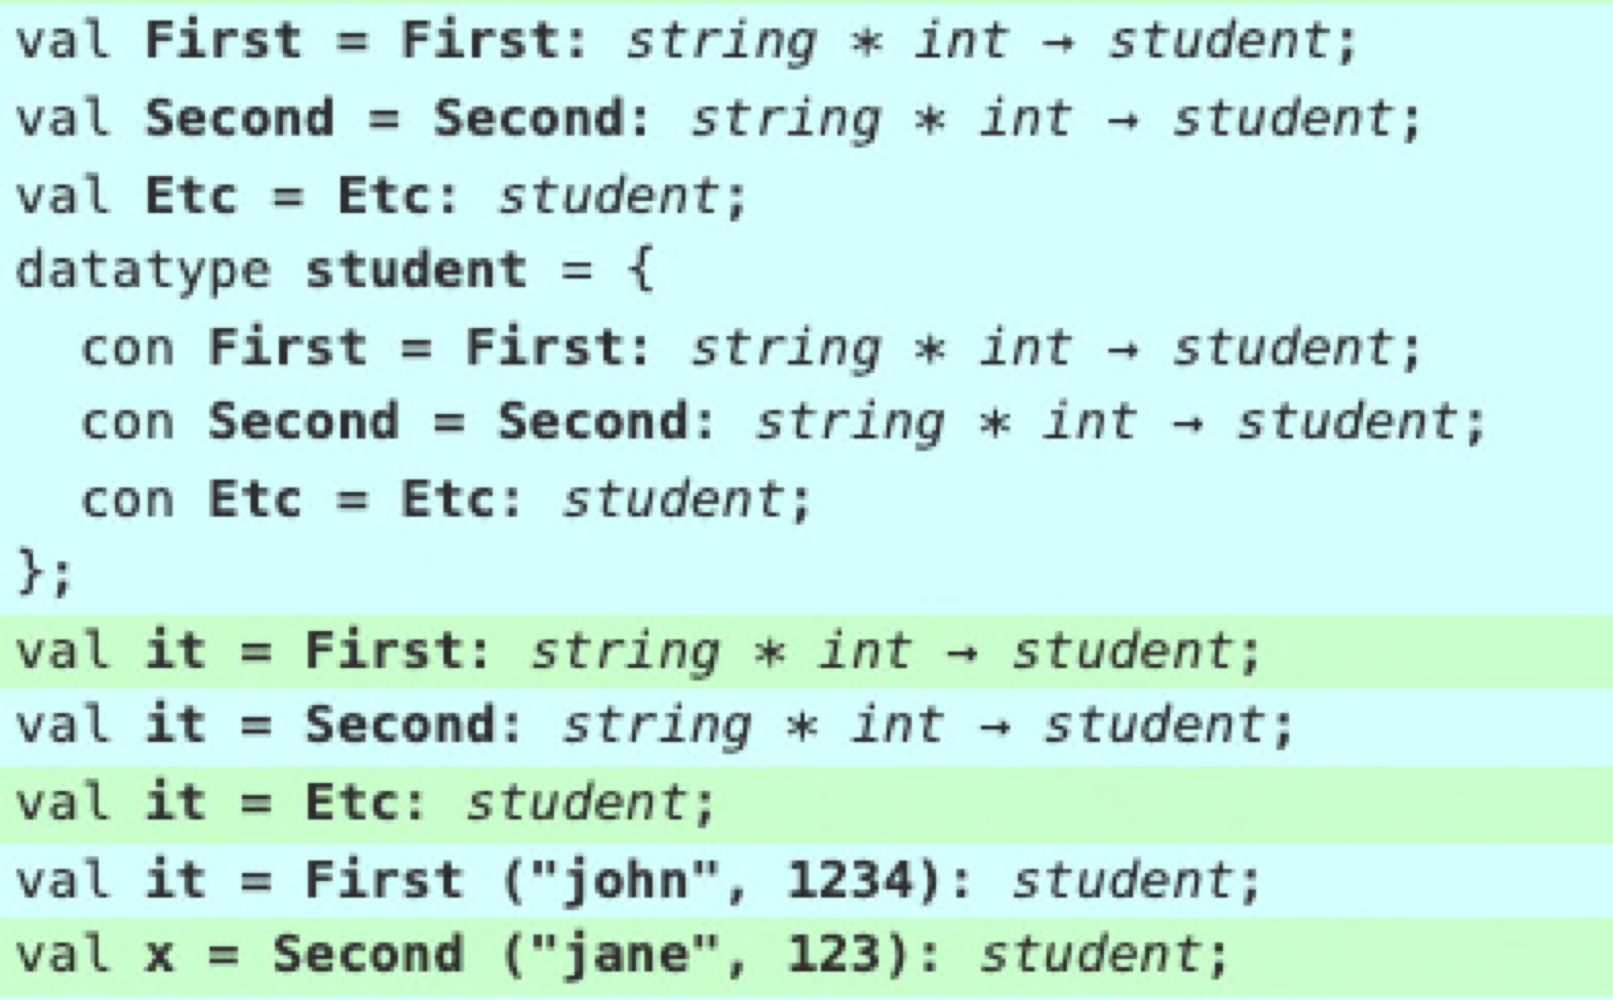 val First = First: string * int → student;
val Second = Second: string * int → student;
val Etc = Etc: student;
datatype student = {
  con First = First: string * int → student;
  con Second = Second: string * int → student;
  con Etc = Etc: student;
};
val it = First: string * int → student;
val it = Second: string * int → student;
val it = Etc: student;
val it = First ("john", 1234): student;
val x = Second ("jane", 123): student;